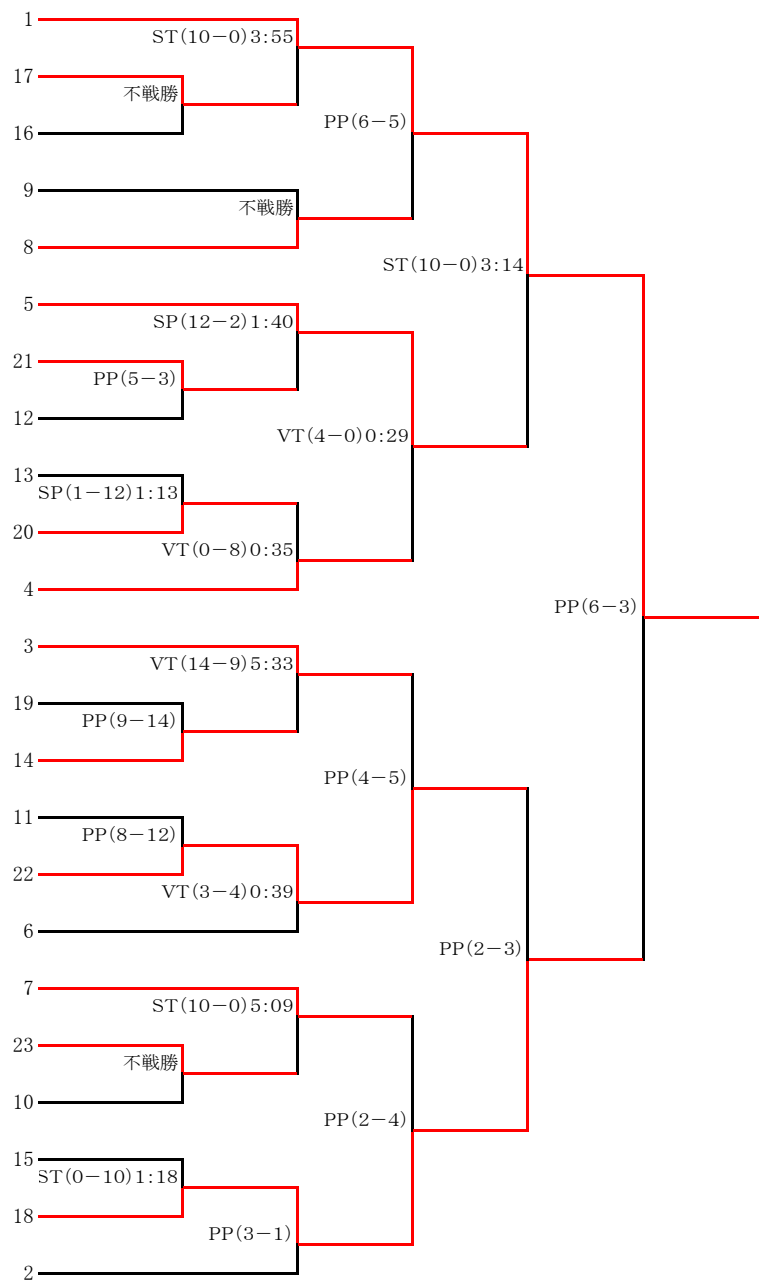 1
ST(10−0)3:55
17
不戦勝
16
PP(6−5)
9
不戦勝
8
ST(10−0)3:14
5
SP(12−2)1:40
21
PP(5−3)
12
VT(4−0)0:29
13
SP(1−12)1:13
20
VT(0−8)0:35
4
PP(6−3)
3
VT(14−9)5:33
19
PP(9−14)
14
PP(4−5)
11
PP(8−12)
22
VT(3−4)0:39
6
PP(2−3)
7
ST(10−0)5:09
23
不戦勝
10
PP(2−4)
15
ST(0−10)1:18
18
PP(3−1)
2